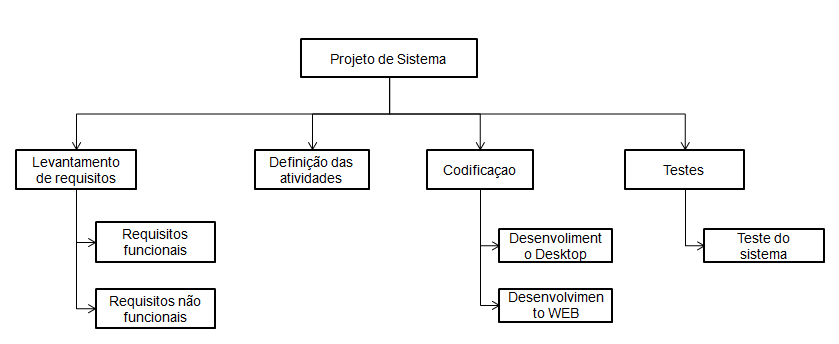 Projeto de Sistema
Levantamento
de requisitos
Definição das
atividades
Codificaçao
Testes
Requisitos
funcionais
Requisitos não
funcionais
Desenvoliment
o Desktop
Desenvolvimen
to WEB
Teste do
sistema